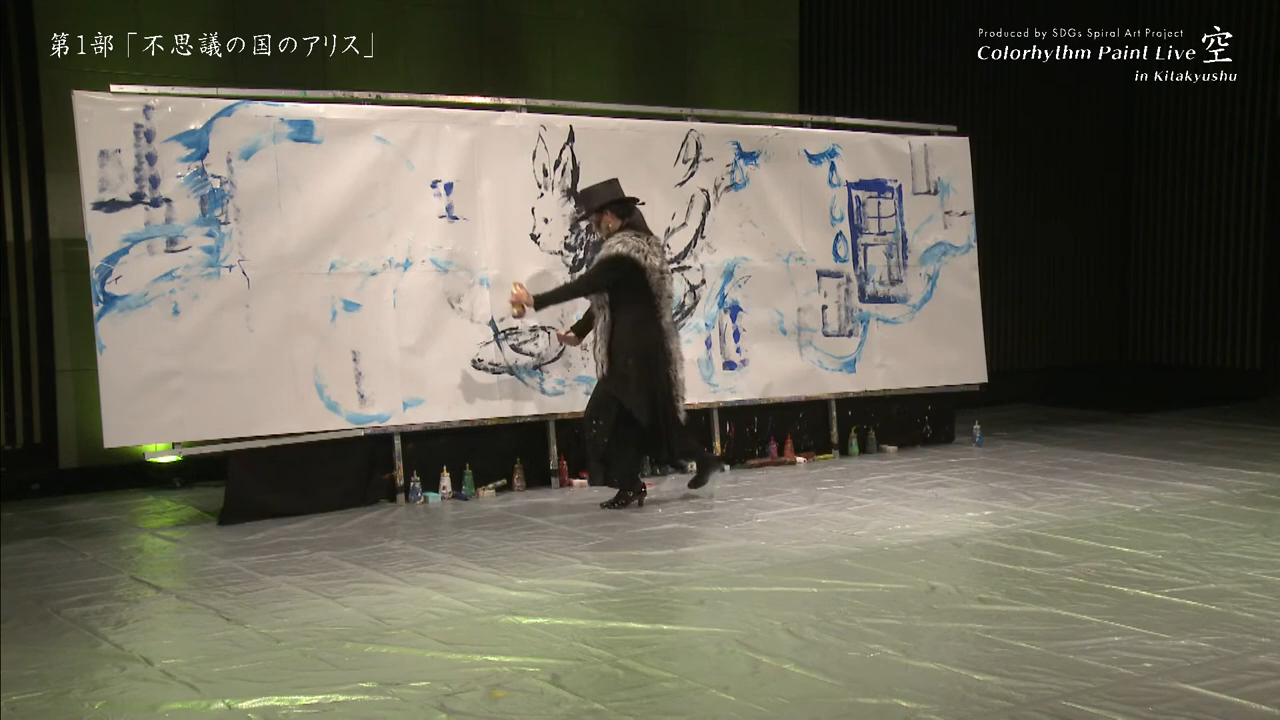 第1部「不思議の国のアリス」
Produced by SDGs Spiral Art Project
Colorhythm Paint Live 空
in Kitakyushu